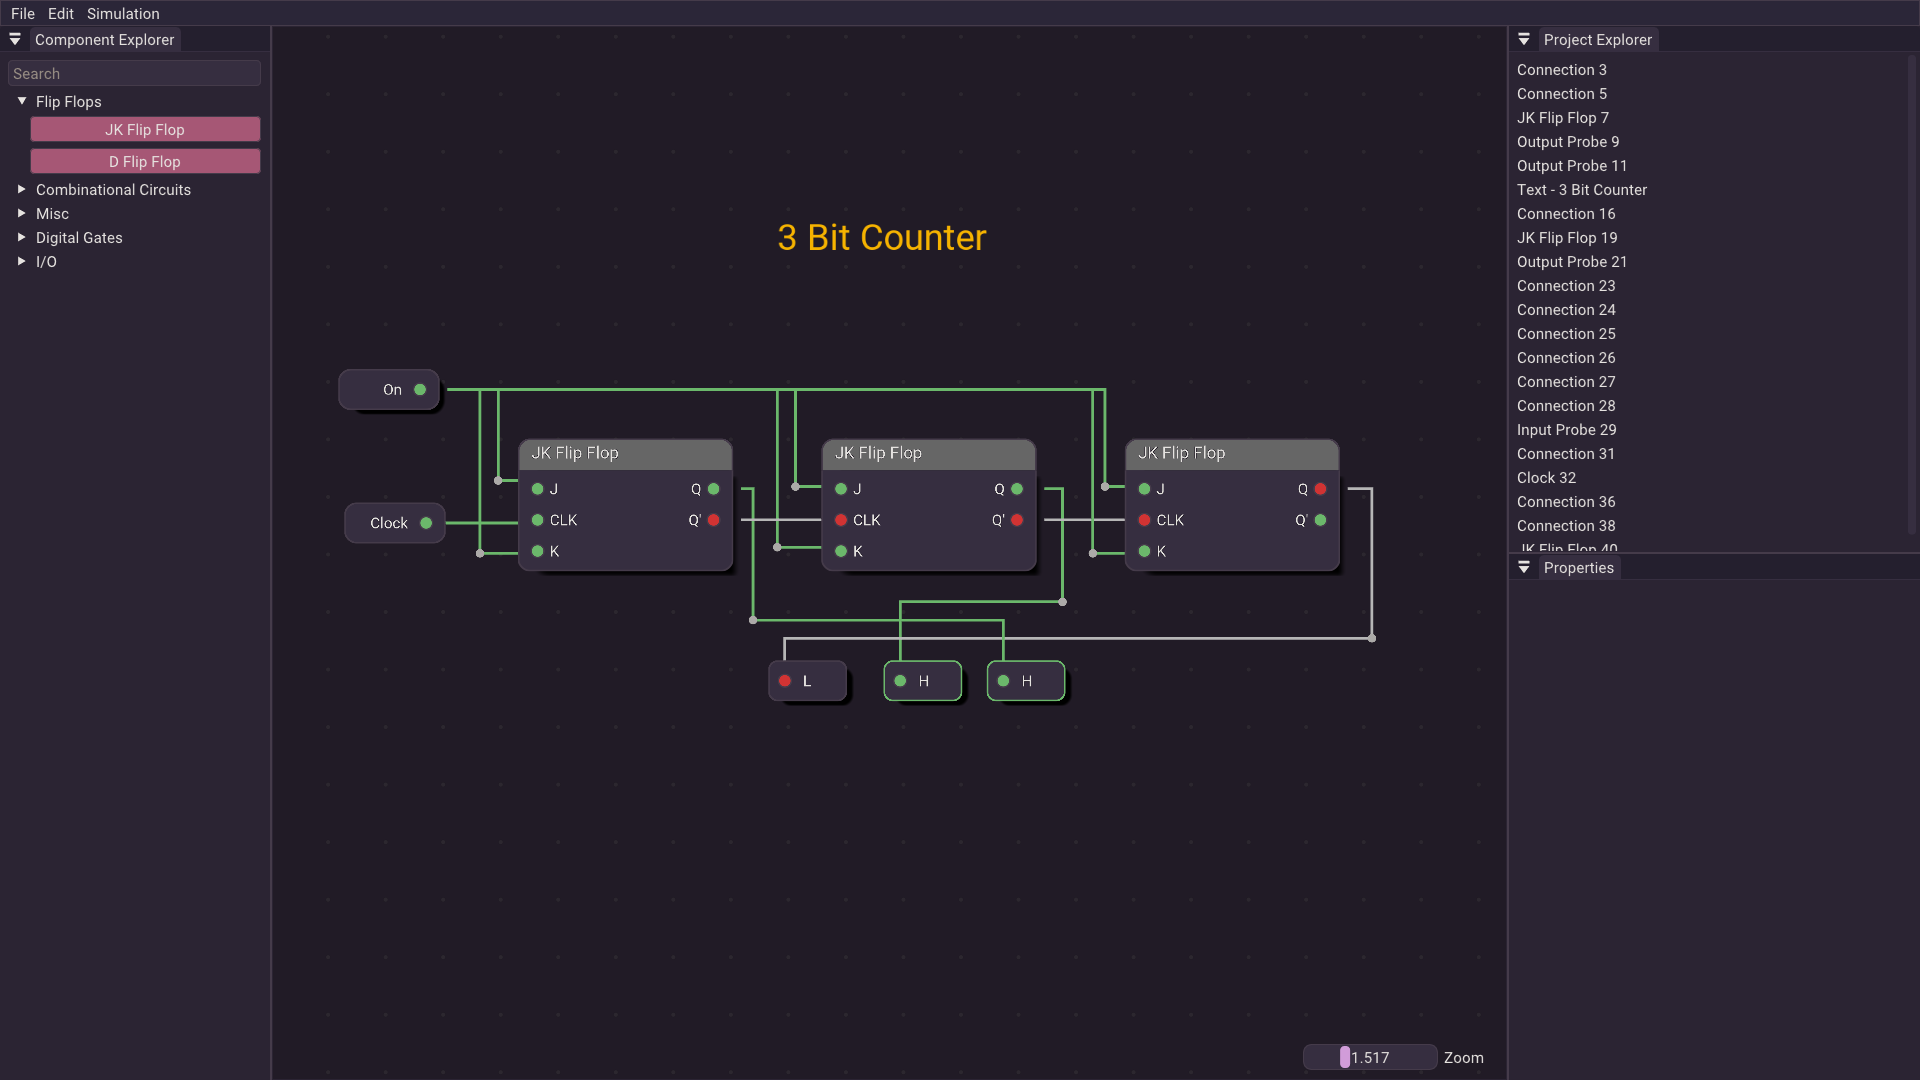 File Edit Simulation
Component Explorer
Search
Flip Flops
JK Flip Flop
D Flip Flop
Combinational Circuits
Misc
Digital Gates
I/O
3 Bit Counter
On
Clock
JK Flip Flop
J Q
CLK Q'
K
JK Flip Flop
J Q
CLK Q'
K
JK Flip Flop
J Q
CLK Q'
K
L
H
H
1.517 Zoom
Project Explorer
Connection 3
Connection 5
JK Flip Flop 7
Output Probe 9
Output Probe 11
Text - 3 Bit Counter
Connection 16
JK Flip Flop 19
Output Probe 21
Connection 23
Connection 24
Connection 25
Connection 26
Connection 27
Connection 28
Input Probe 29
Connection 31
Clock 32
Connection 36
Connection 38
JK Flip Flop 40
Properties